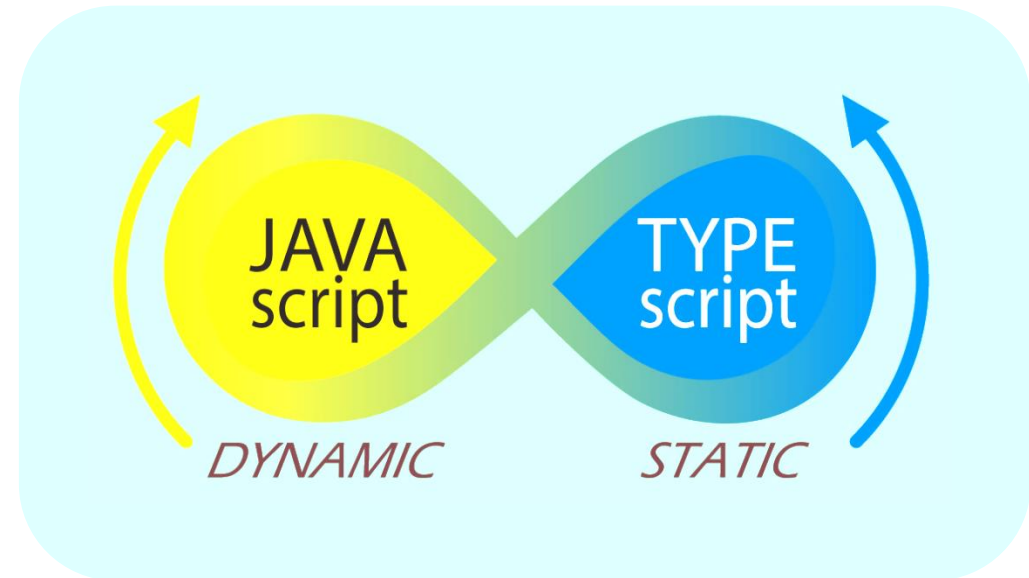 JAVA
script
TYPE
script
DYNAMIC
STATIC